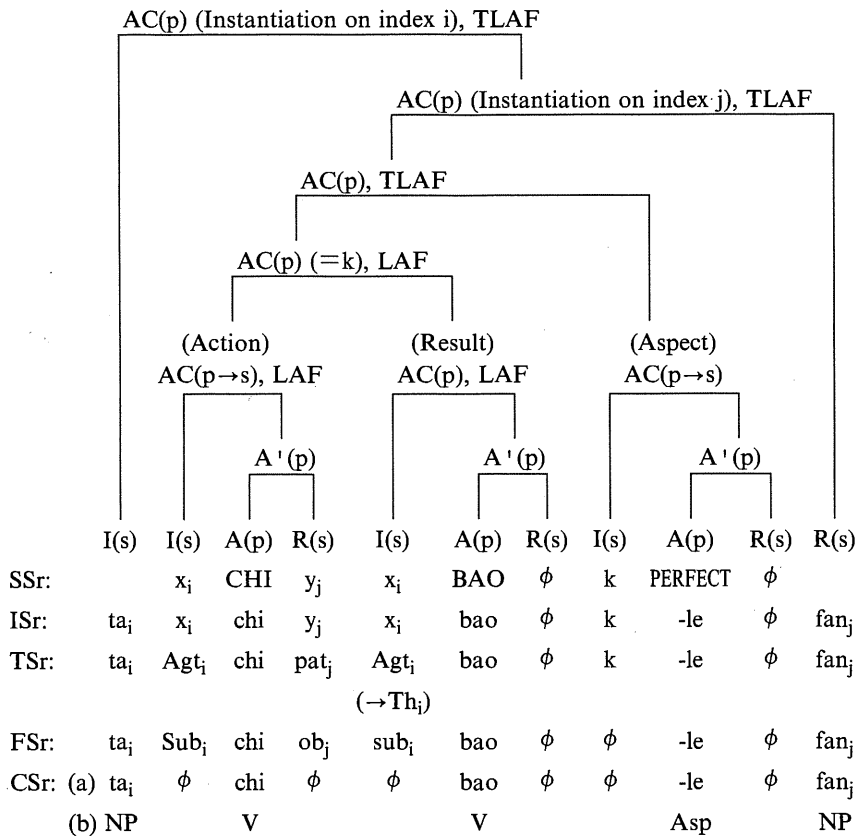 AC(p) (Instantiation on index i), TLAF
AC(p) (Instantiation on index j), TLAF
AC(p), TLAF
AC(p) (=k), LAF
(Action) (Result) (Aspect)
AC(p→s), LAF AC(p), LAF AC(p→s)
A'(p) A'(p) A'(p)
I(s) I(s) A(p) R(s) I(s) A(p) R(s) I(s) A(p) R(s) R(s)
SSr: xᵢ CHI yⱼ xᵢ BAO ϕ k PERFECT ϕ
ISr: taᵢ xᵢ chi yⱼ xᵢ bao ϕ k -le ϕ fanⱼ
TSr: taᵢ Agtᵢ chi patⱼ Agtᵢ bao ϕ k -le ϕ fanⱼ
(→Thᵢ)
FSr: taᵢ Subᵢ chi obⱼ subᵢ bao ϕ ϕ -le ϕ fanⱼ
CSr: (a) taᵢ ϕ chi ϕ ϕ bao ϕ ϕ -le ϕ fanⱼ
(b) NP V V Asp NP